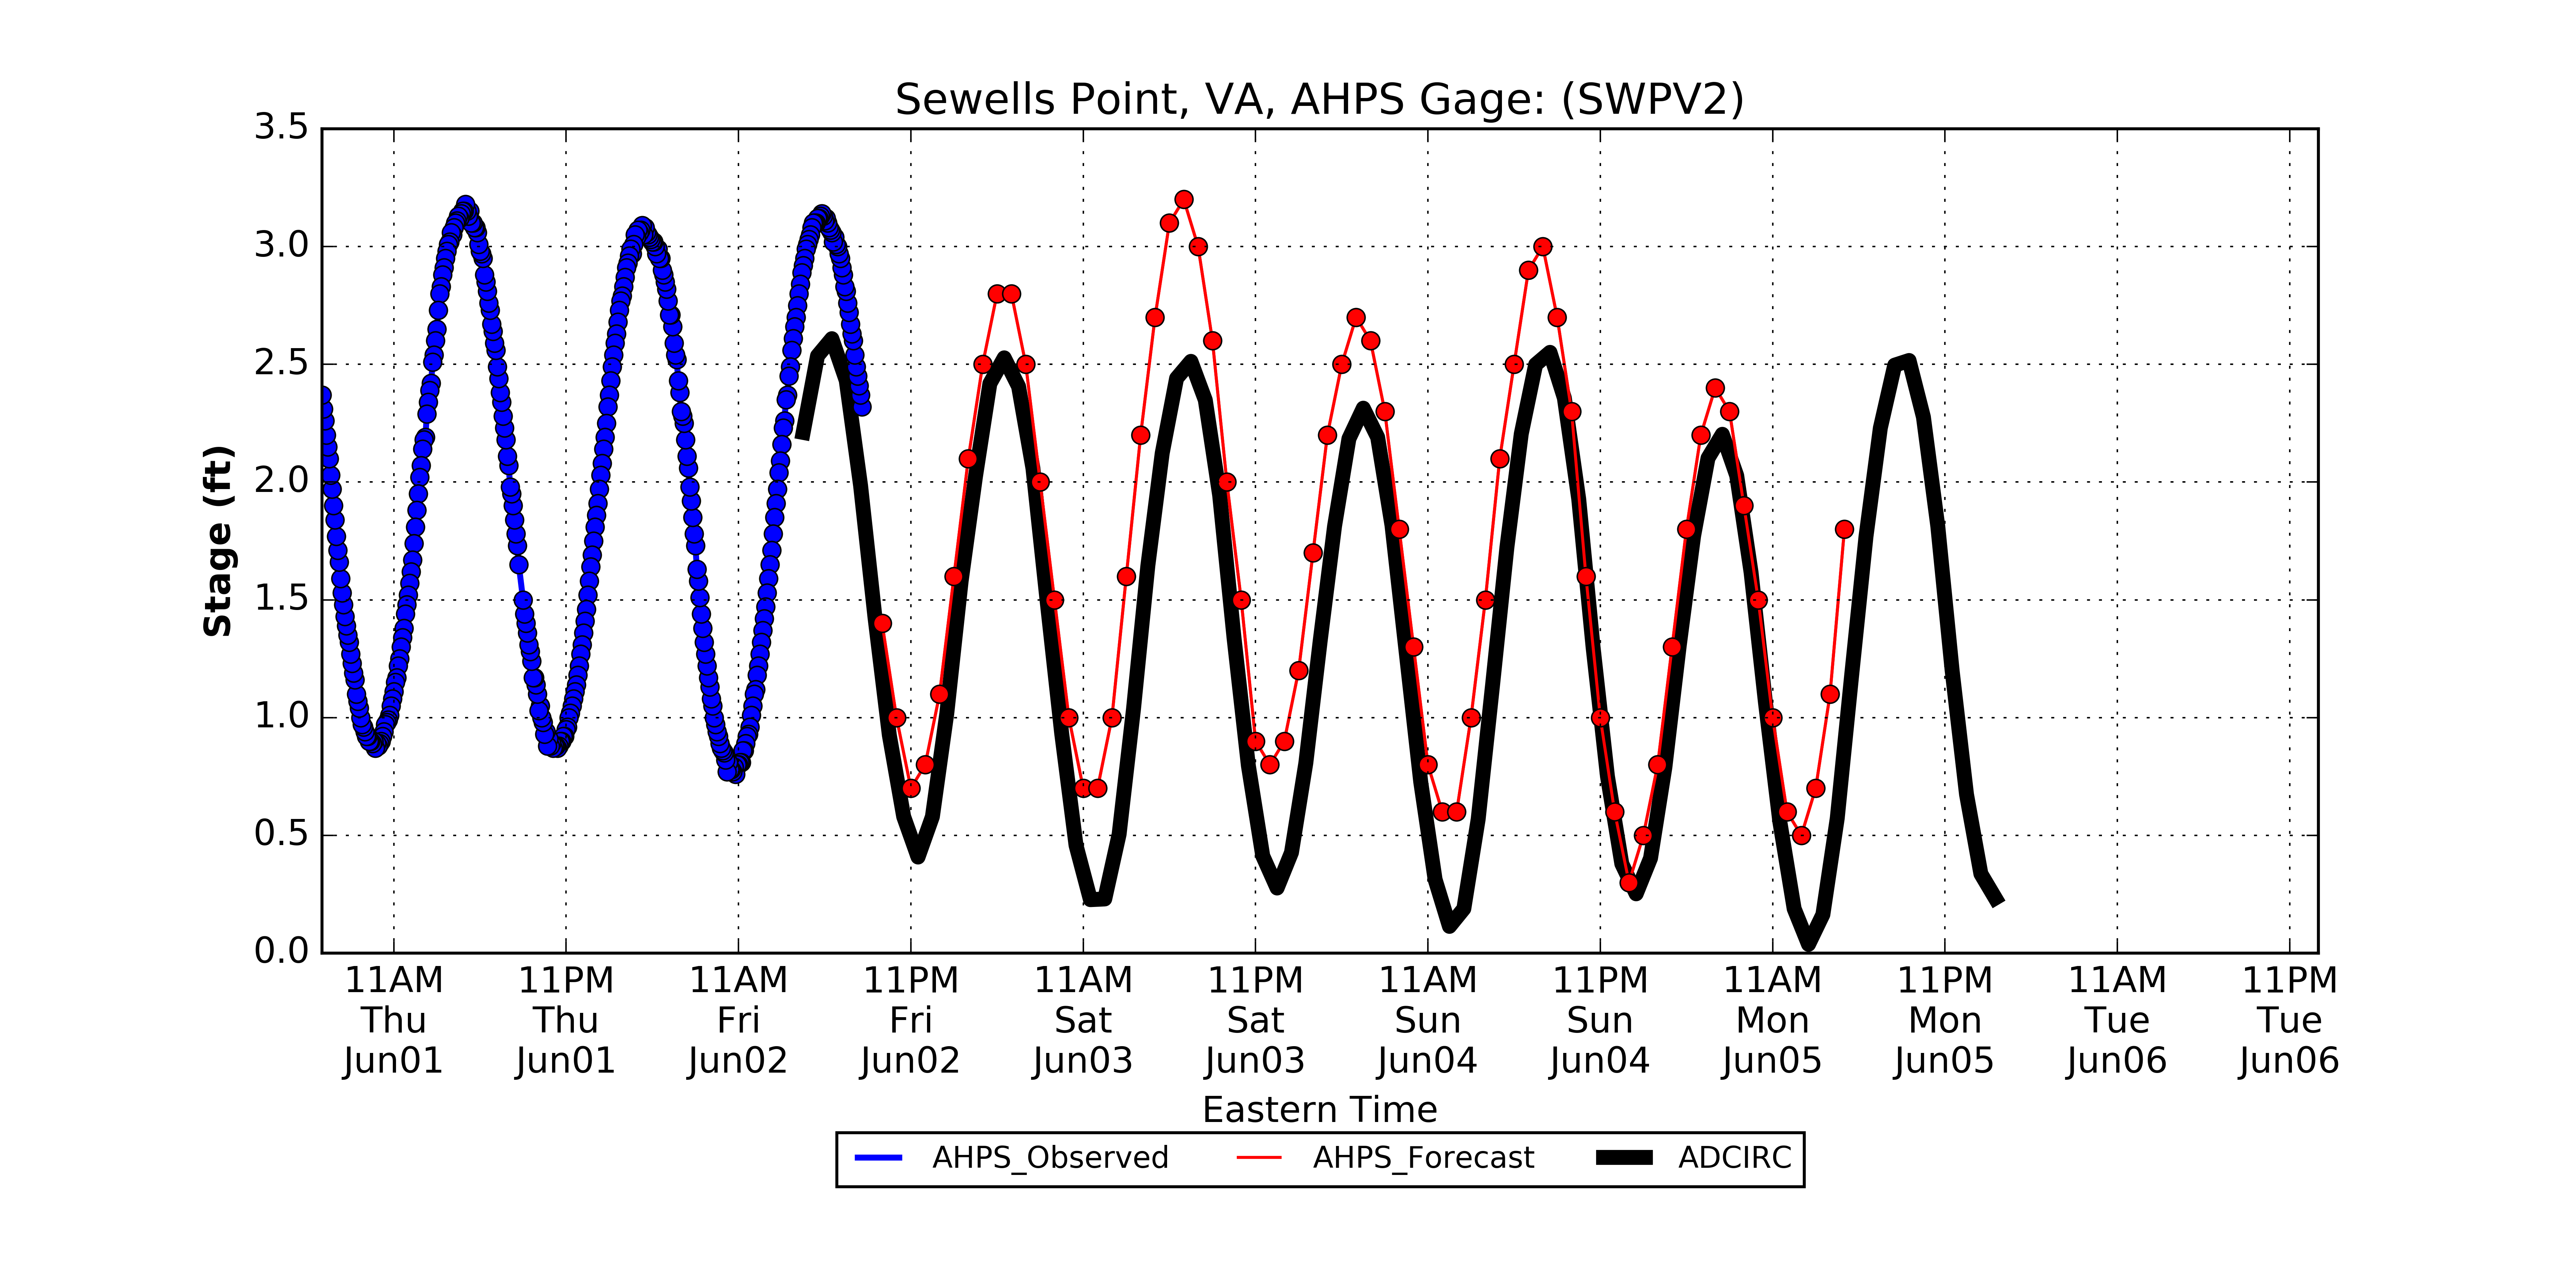 Sewells Point, VA, AHPS Gage: (SWPV2)
3.5
3.0
2.5
2.0
1.5
1.0
0.5
0.0
Stage (ft)
11AM 11PM 11AM 11PM 11AM 11PM 11AM 11PM 11AM 11PM 11AM 11PM
Thu Thu Fri Fri Sat Sat Sun Sun Mon Mon Tue Tue
Jun01 Jun01 Jun02 Jun02 Jun03 Jun03 Jun04 Jun04 Jun05 Jun05 Jun06 Jun06
Eastern Time
AHPS_Observed AHPS_Forecast ADCIRC